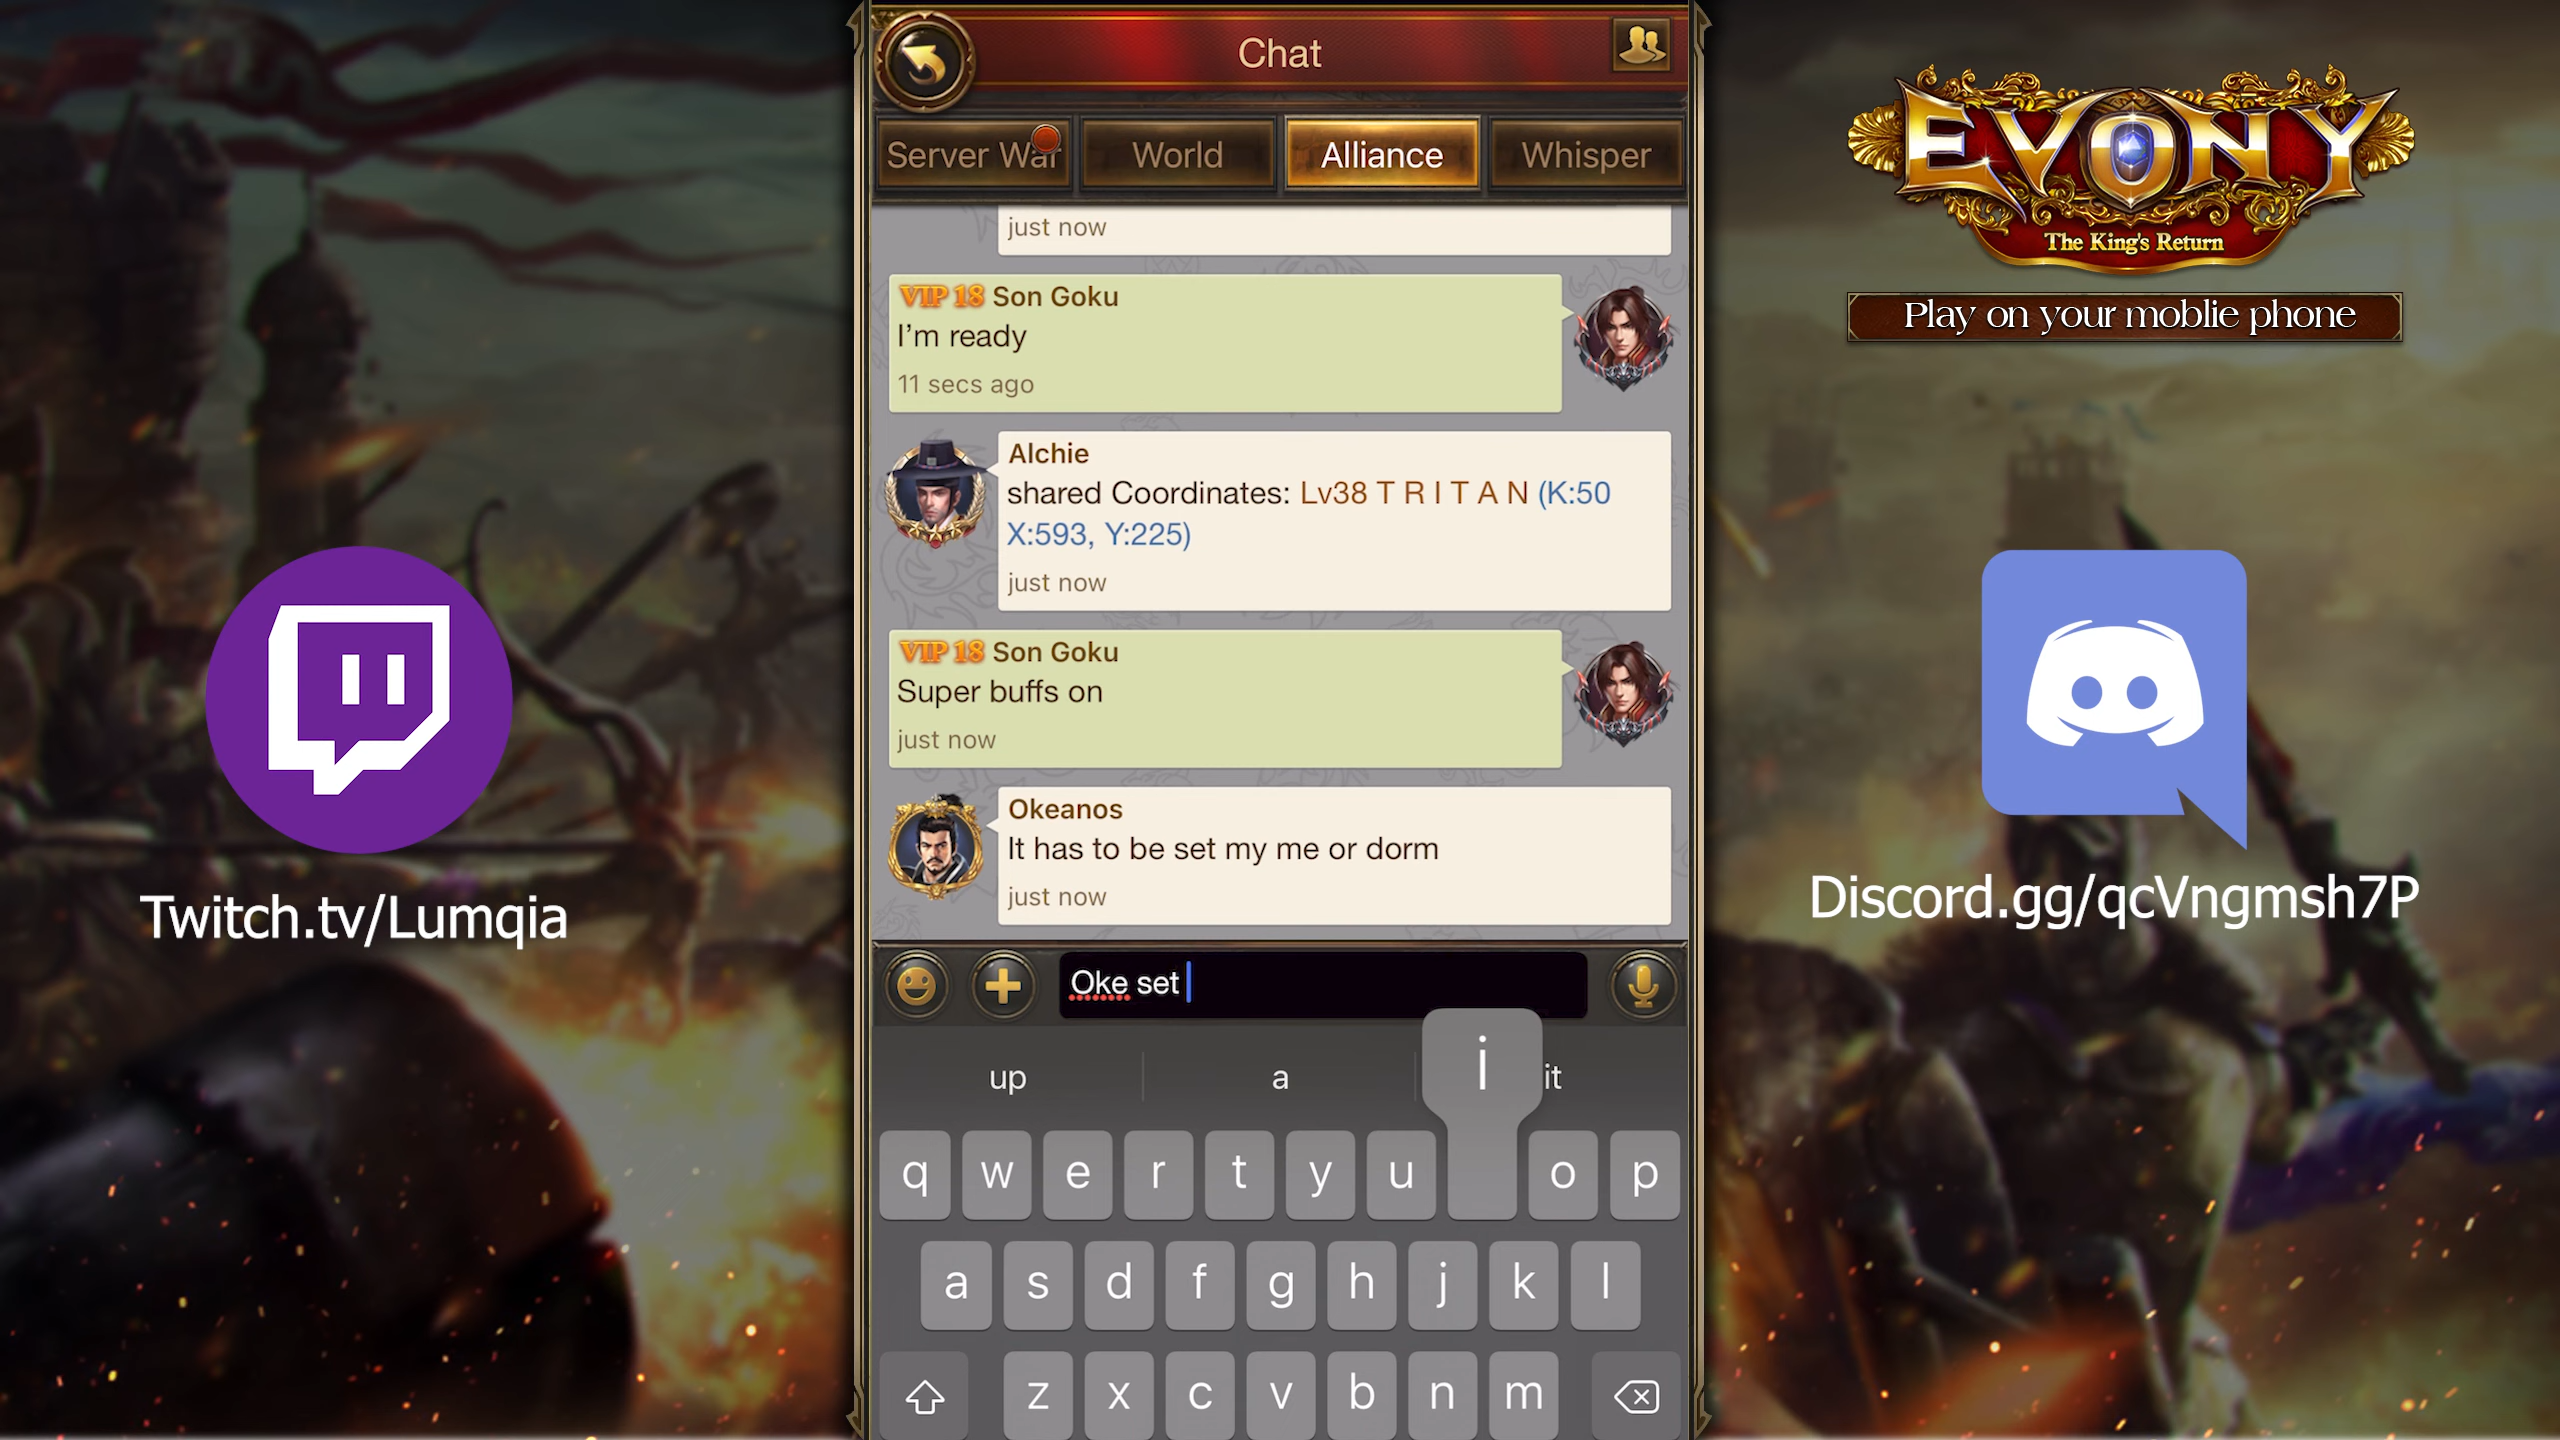 Chat
Server War
World
Alliance
Whisper
just now
VIP 18 Son Goku
I'm ready
11 secs ago
Alchie
shared Coordinates: Lv38 T R I T A N (K:50
X:593, Y:225)
just now
VIP 18 Son Goku
Super buffs on
just now
Okeanos
It has to be set my me or dorm
just now
Oke set
up
a
it
i
q w e r t y u o p
a s d f g h j k l
z x c v b n m
Twitch.tv/Lumqia
EVONY
The King's Return
Play on your moblie phone
Discord.gg/qcVngmsh7P